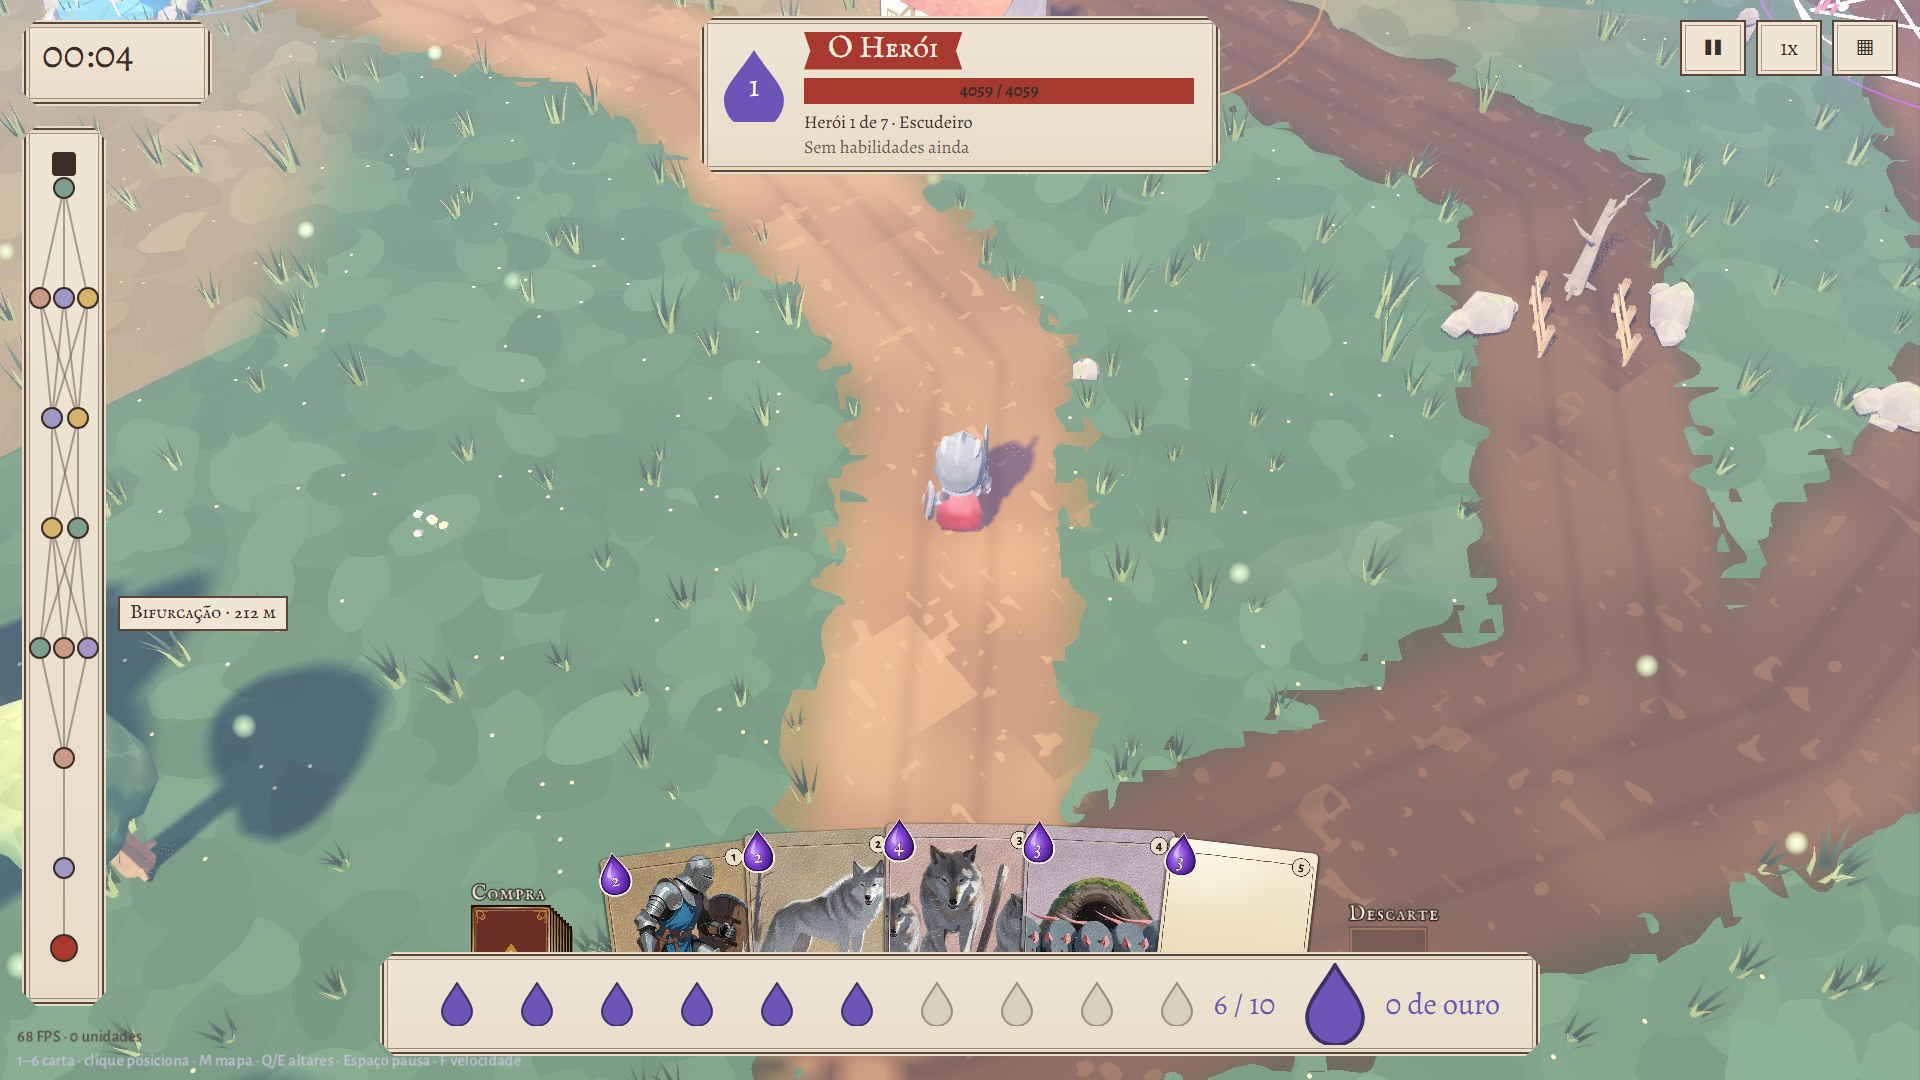 00:04
1
O Herói
4059 / 4059
Herói 1 de 7 · Escudeiro
Sem habilidades ainda
1x
Bifurcação · 212 m
Compra
2
1
2
2
4
3
3
4
3
5
Descarte
6 / 10
0 de ouro
68 FPS · 0 unidades
1–6 carta · clique posiciona · M mapa · Q/E altares · Espaço pausa · F velocidade